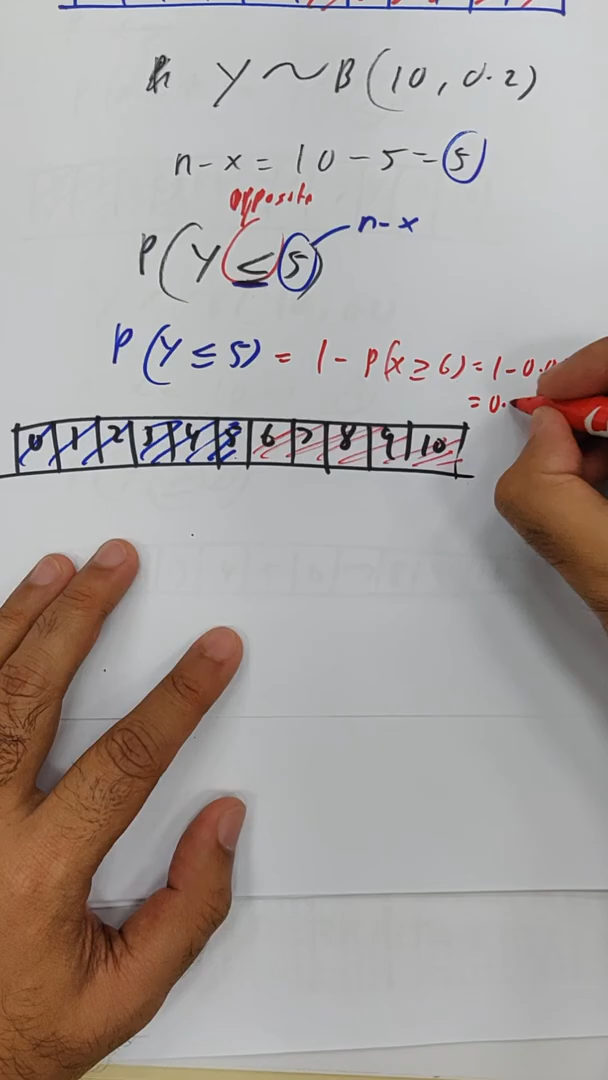 Y ~ B(10, 0.2)
n - x = 10 - 5 = 5
opposite
P(Y ≤ 5)
n - x
P(Y ≤ 5) = 1 - P(x ≥ 6) = 1 - 0.0
= 0.
0 1 2 3 4 5 6 7 8 9 10